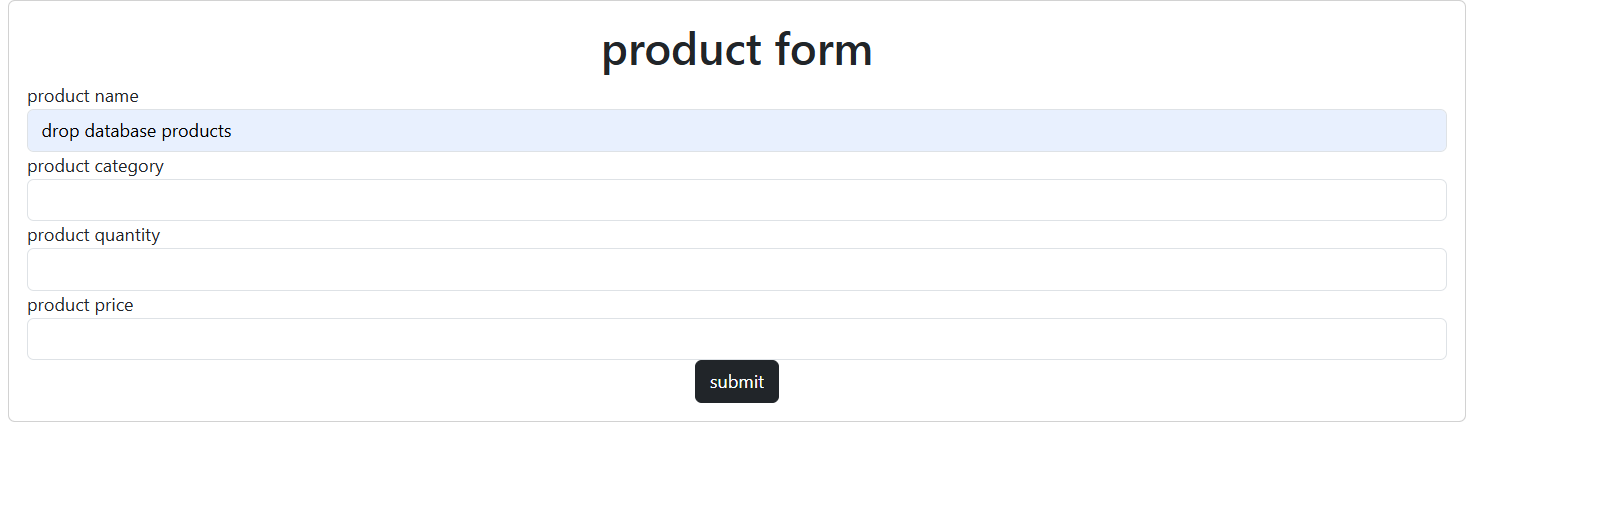 product form
product name
drop database products
product category
product quantity
product price
submit